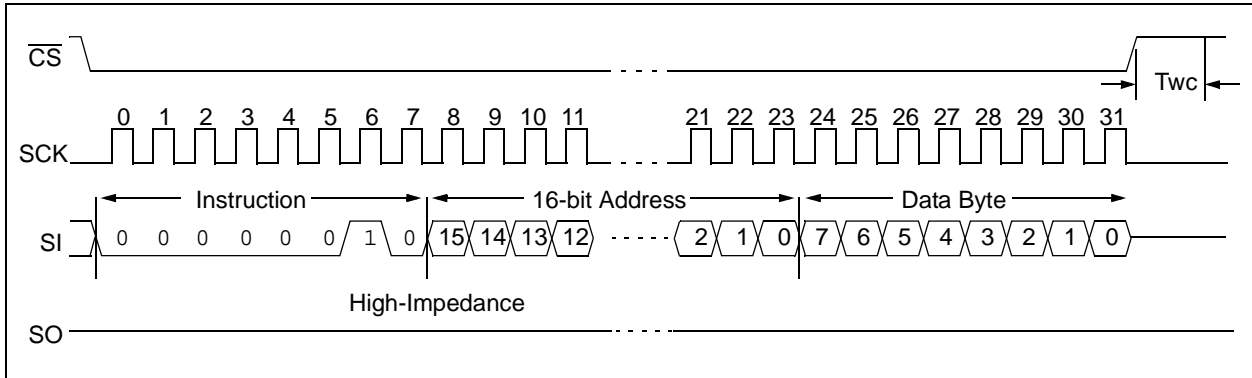 CS
Twc
0 1 2 3 4 5 6 7 8 9 10 11 21 22 23 24 25 26 27 28 29 30 31
SCK
Instruction 16-bit Address Data Byte
SI 0 0 0 0 0 0 1 0 15 14 13 12 2 1 0 7 6 5 4 3 2 1 0
High-Impedance
SO